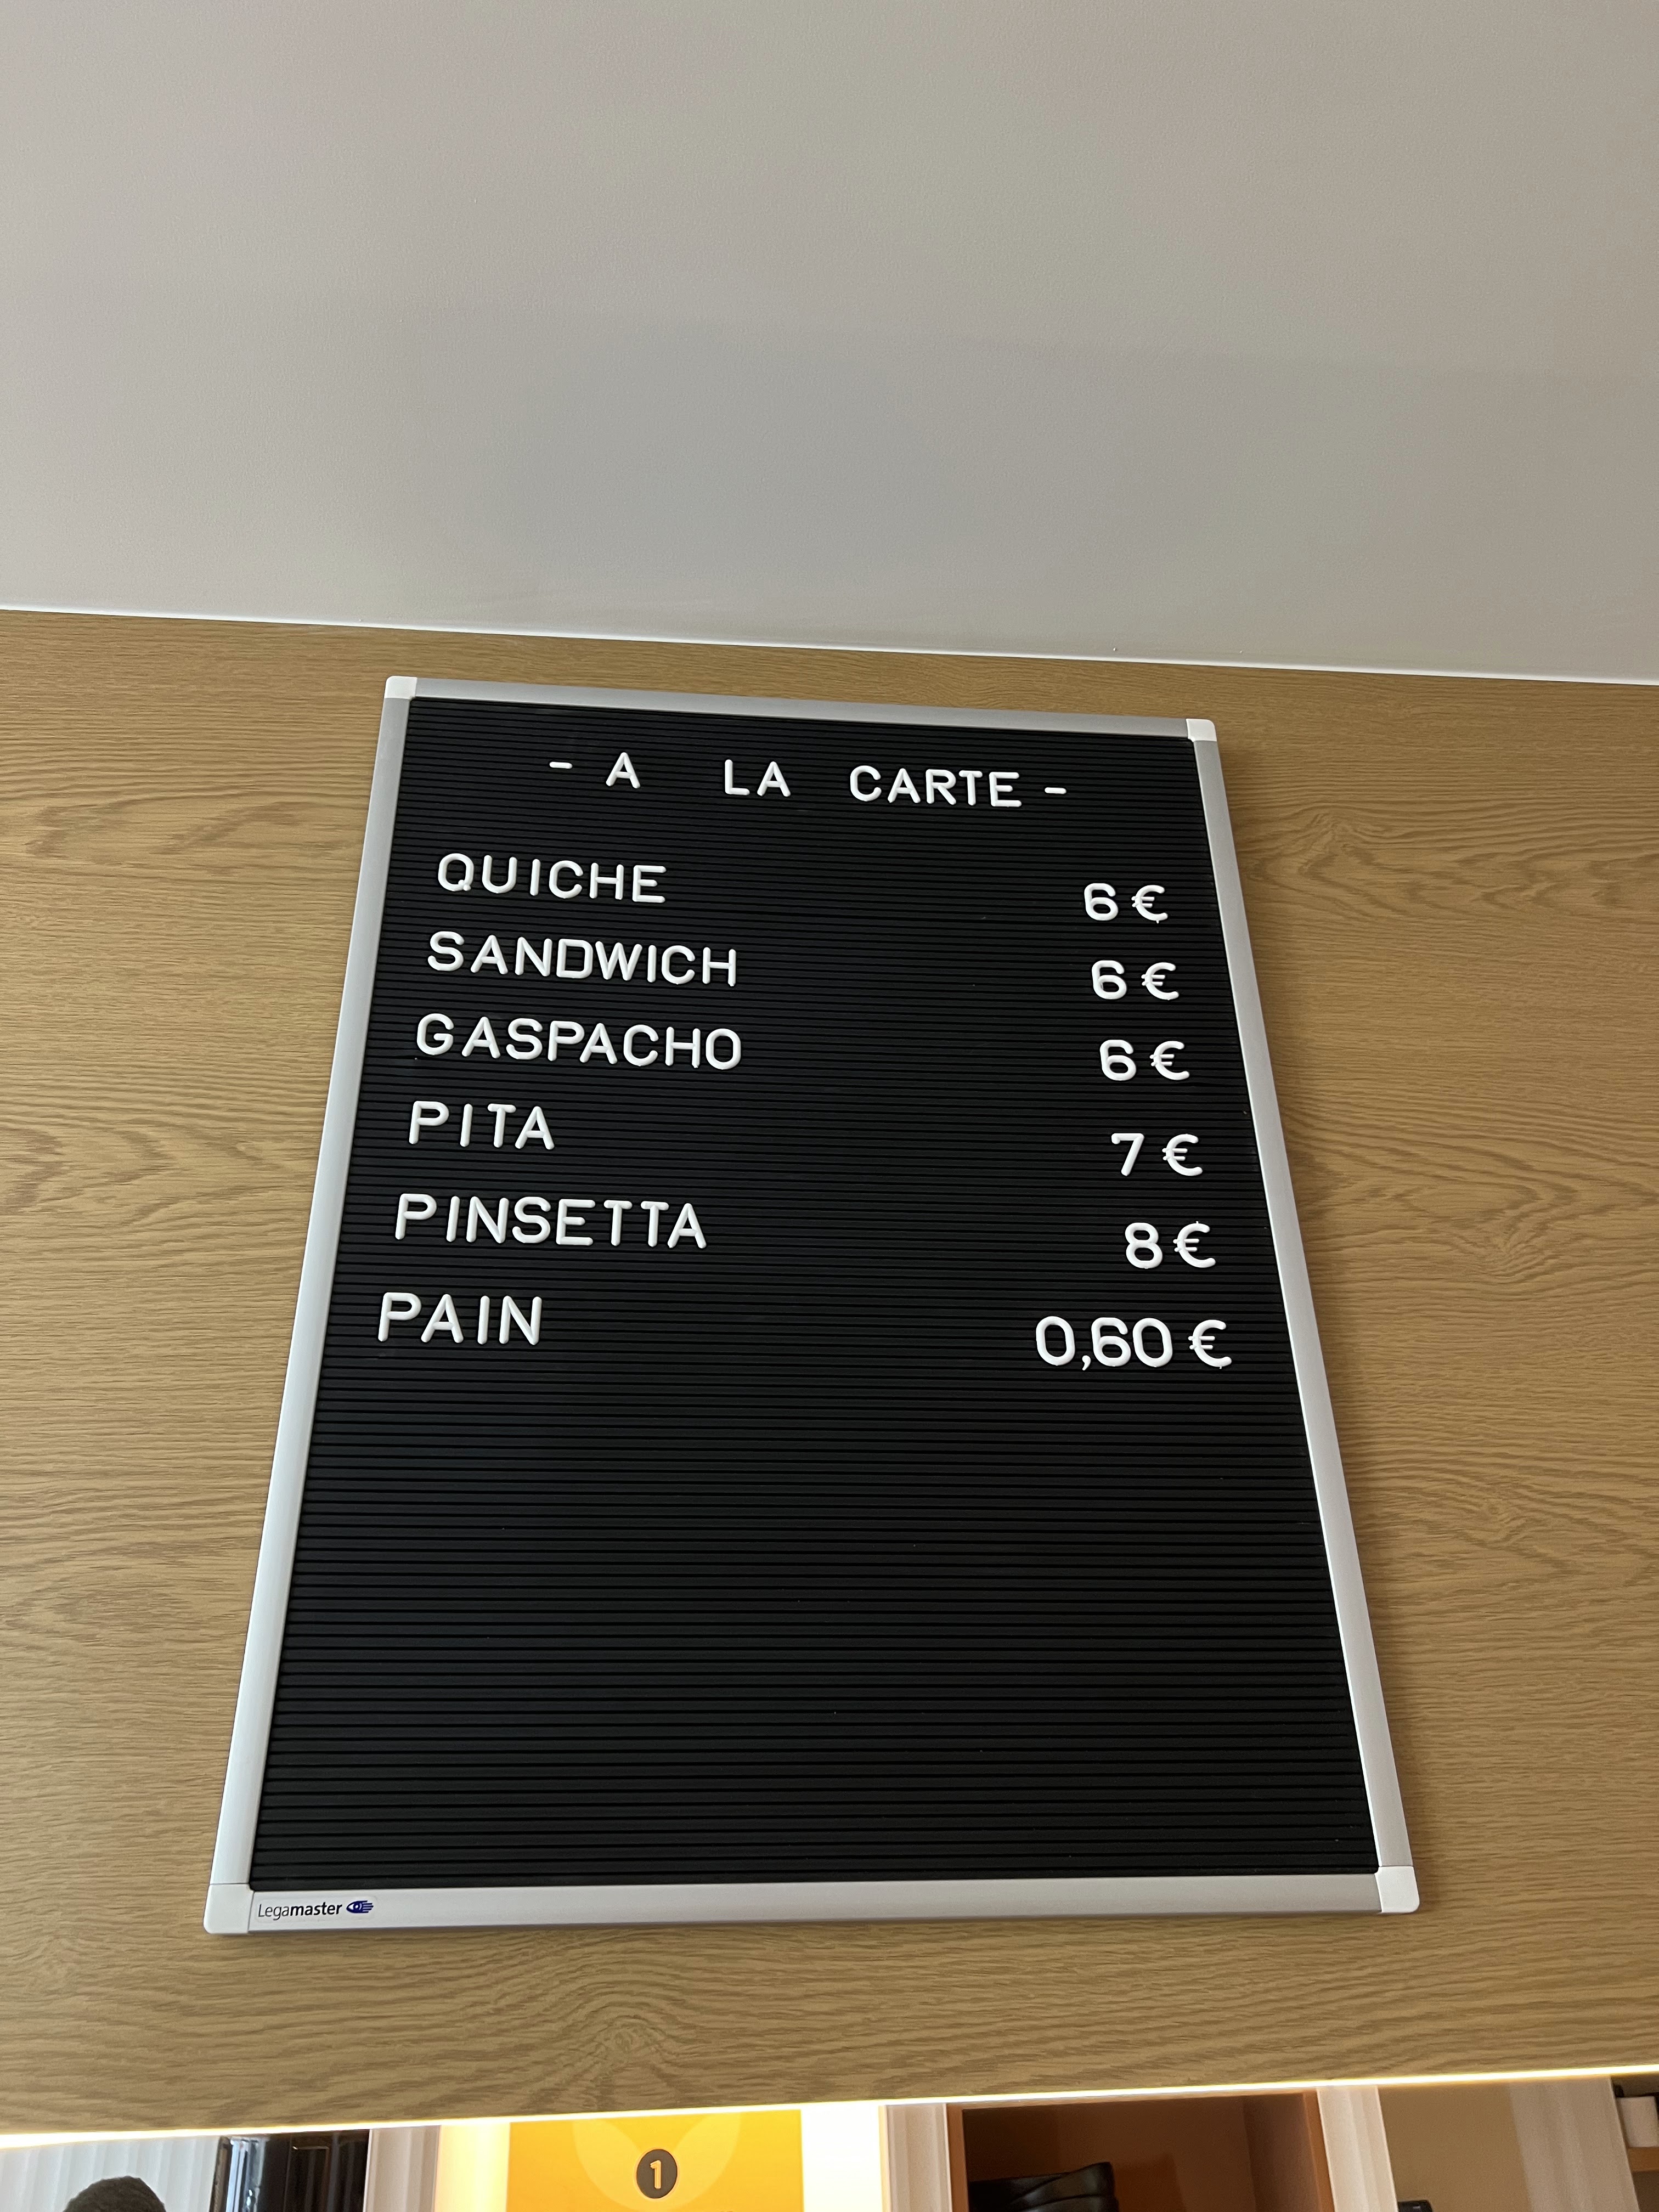 - A LA CARTE -
QUICHE 6 €
SANDWICH 6 €
GASPACHO 6 €
PITA 7 €
PINSETTA 8 €
PAIN 0,60 €
Legamaster
1